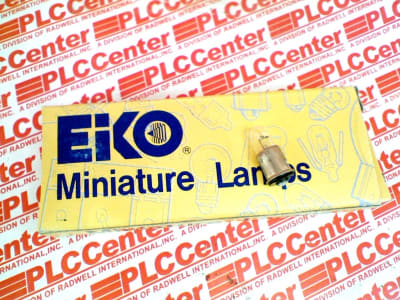 PLCCenter
A DIVISION OF RADWELL INTERNATIONAL, INC.
EiKO ®
Miniature Lamps